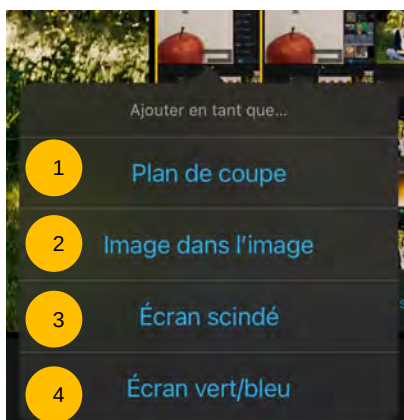 Ajouter en tant que...
1 Plan de coupe
2 Image dans l'image
3 Écran scindé
4 Écran vert/bleu